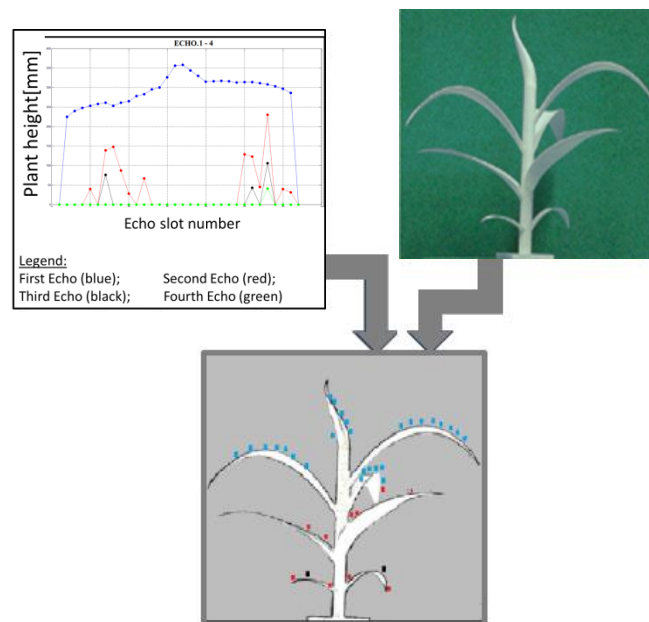 ECHO.1 - 4
Plant height[mm]
Echo slot number
Legend:
First Echo (blue); Second Echo (red);
Third Echo (black); Fourth Echo (green)